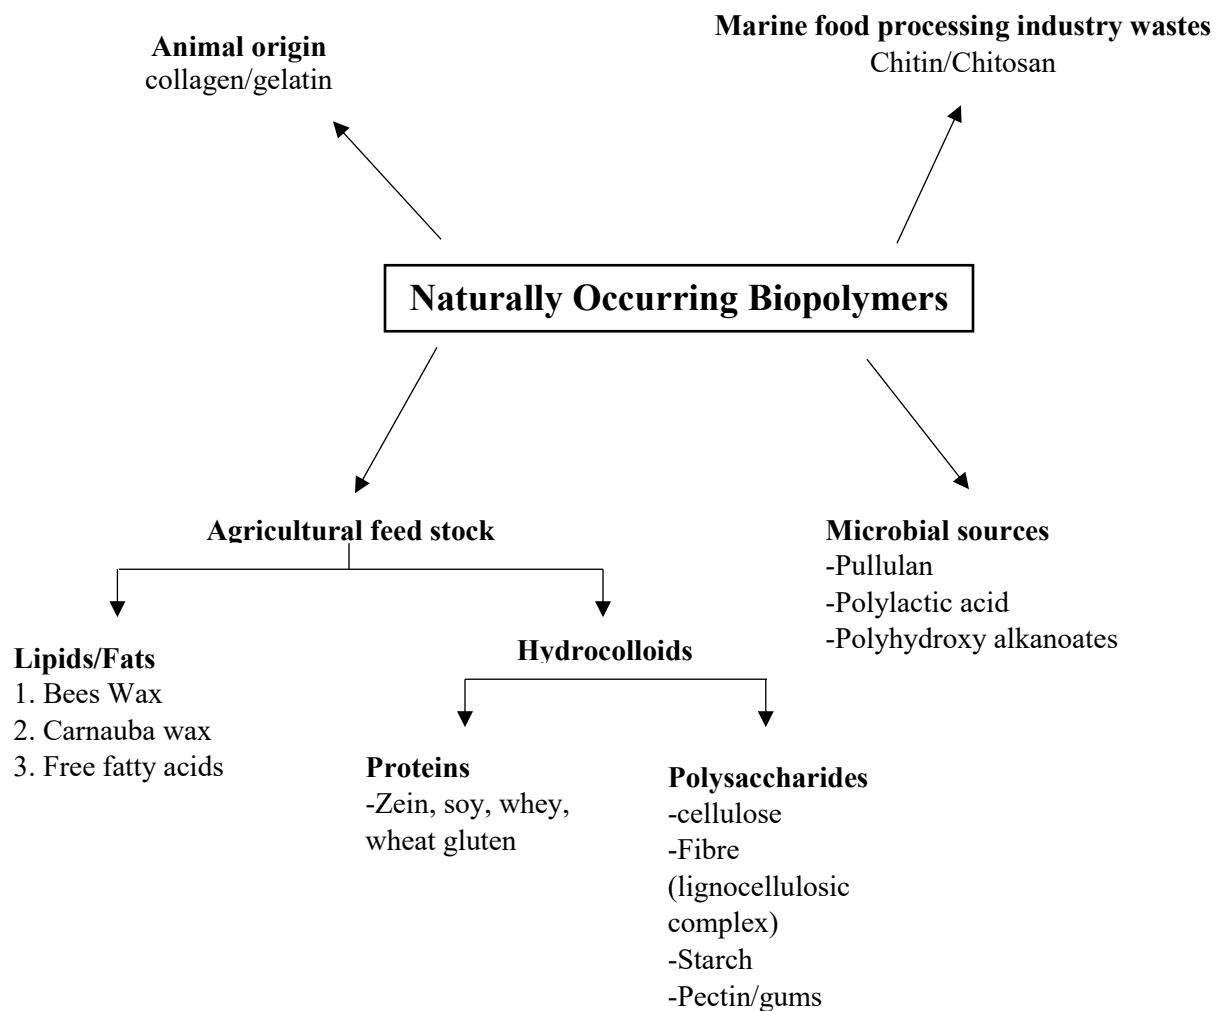 Animal origin
collagen/gelatin
Marine food processing industry wastes
Chitin/Chitosan
Naturally Occurring Biopolymers
Agricultural feed stock
Microbial sources
-Pullulan
-Polylactic acid
-Polyhydroxy alkanoates
Lipids/Fats
1. Bees Wax
2. Carnauba wax
3. Free fatty acids
Hydrocolloids
Proteins
-Zein, soy, whey,
wheat gluten
Polysaccharides
-cellulose
-Fibre
(lignocellulosic
complex)
-Starch
-Pectin/gums